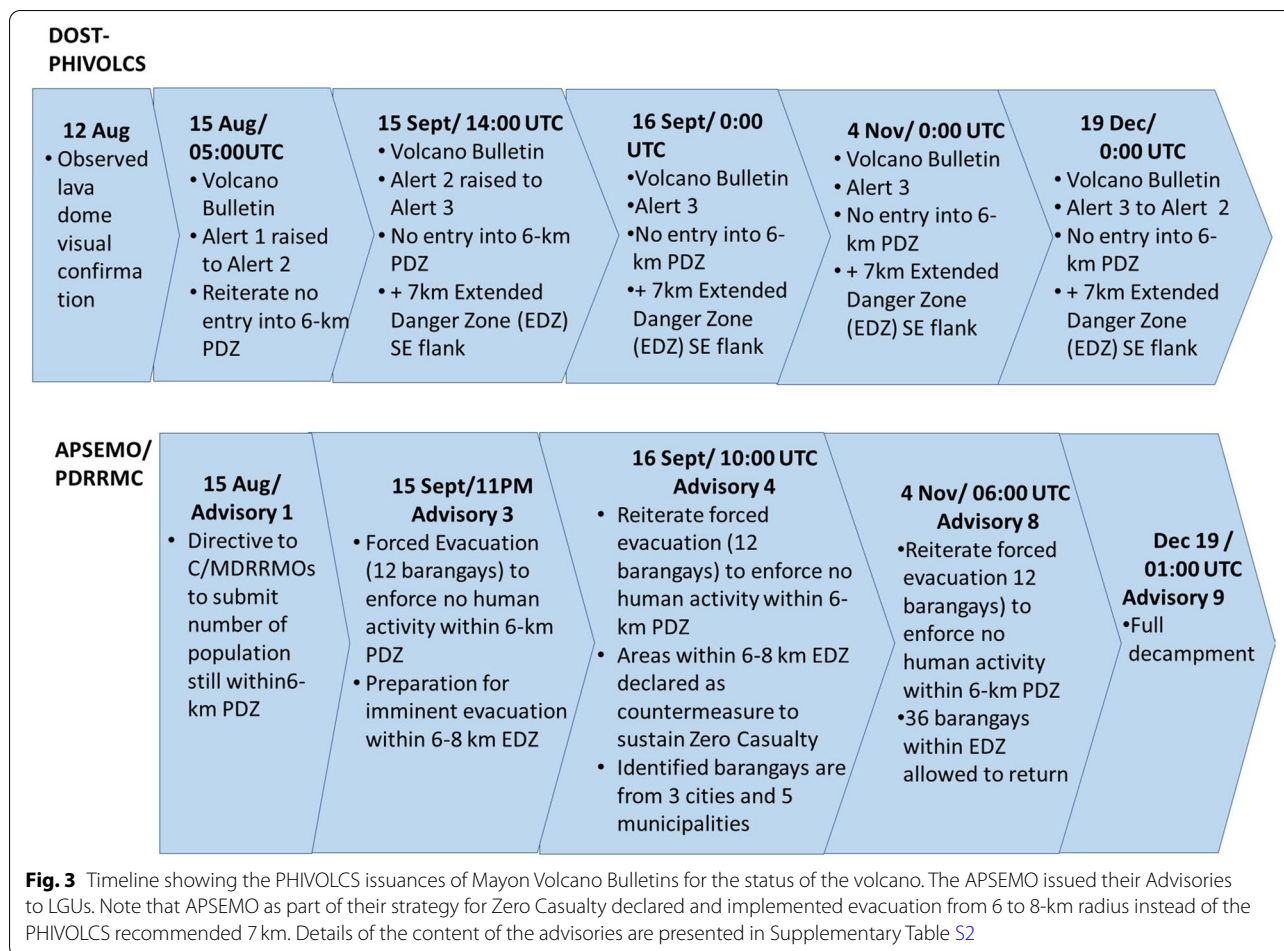 DOST-
PHIVOLCS
12 Aug
• Observed
lava
dome
visual
confirma
tion
15 Aug/
05:00UTC
• Volcano
Bulletin
• Alert 1 raised
to Alert 2
• Reiterate no
entry into 6-km
PDZ
15 Sept/ 14:00 UTC
• Volcano Bulletin
• Alert 2 raised to
Alert 3
• No entry into 6-km
PDZ
• + 7km Extended
Danger Zone (EDZ)
SE flank
16 Sept/ 0:00
UTC
•Volcano Bulletin
•Alert 3
•No entry into 6-
km PDZ
•+ 7km Extended
Danger Zone
(EDZ) SE flank
4 Nov/ 0:00 UTC
• Volcano Bulletin
• Alert 3
• No entry into 6-
km PDZ
• + 7km Extended
Danger Zone
(EDZ) SE flank
19 Dec/
0:00 UTC
• Volcano Bulletin
• Alert 3 to Alert 2
• No entry into 6-
km PDZ
• + 7km Extended
Danger Zone
(EDZ) SE flank
APSEMO/
PDRRMC
15 Aug/
Advisory 1
• Directive to
C/MDRRMOs
to submit
number of
population
still within6-
km PDZ
15 Sept/11PM
Advisory 3
• Forced Evacuation
(12 barangays) to
enforce no human
activity within 6-km
PDZ
• Preparation for
imminent evacuation
within 6-8 km EDZ
16 Sept/ 10:00 UTC
Advisory 4
• Reiterate forced
evacuation (12
barangays) to enforce no
human activity within 6-
km PDZ
• Areas within 6-8 km EDZ
declared as
countermeasure to
sustain Zero Casualty
• Identified barangays are
from 3 cities and 5
municipalities
4 Nov/ 06:00 UTC
Advisory 8
•Reiterate forced
evacuation 12
barangays) to
enforce no
human activity
within 6-km PDZ
•36 barangays
within EDZ
allowed to return
Dec 19 /
01:00 UTC
Advisory 9
•Full
decampment
Fig. 3 Timeline showing the PHIVOLCS issuances of Mayon Volcano Bulletins for the status of the volcano. The APSEMO issued their Advisories
to LGUs. Note that APSEMO as part of their strategy for Zero Casualty declared and implemented evacuation from 6 to 8-km radius instead of the
PHIVOLCS recommended 7 km. Details of the content of the advisories are presented in Supplementary Table S2